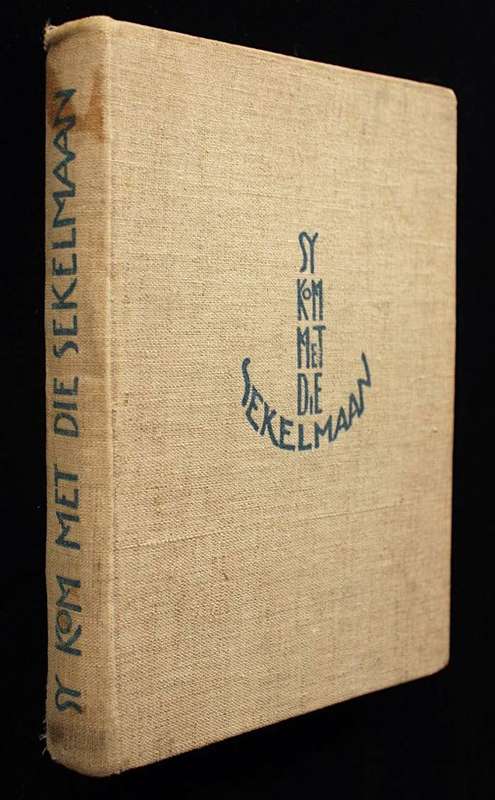 SY KOM MET DIE SEKELMAAN
SY
KOM
MET
DIE
SEKELMAAN